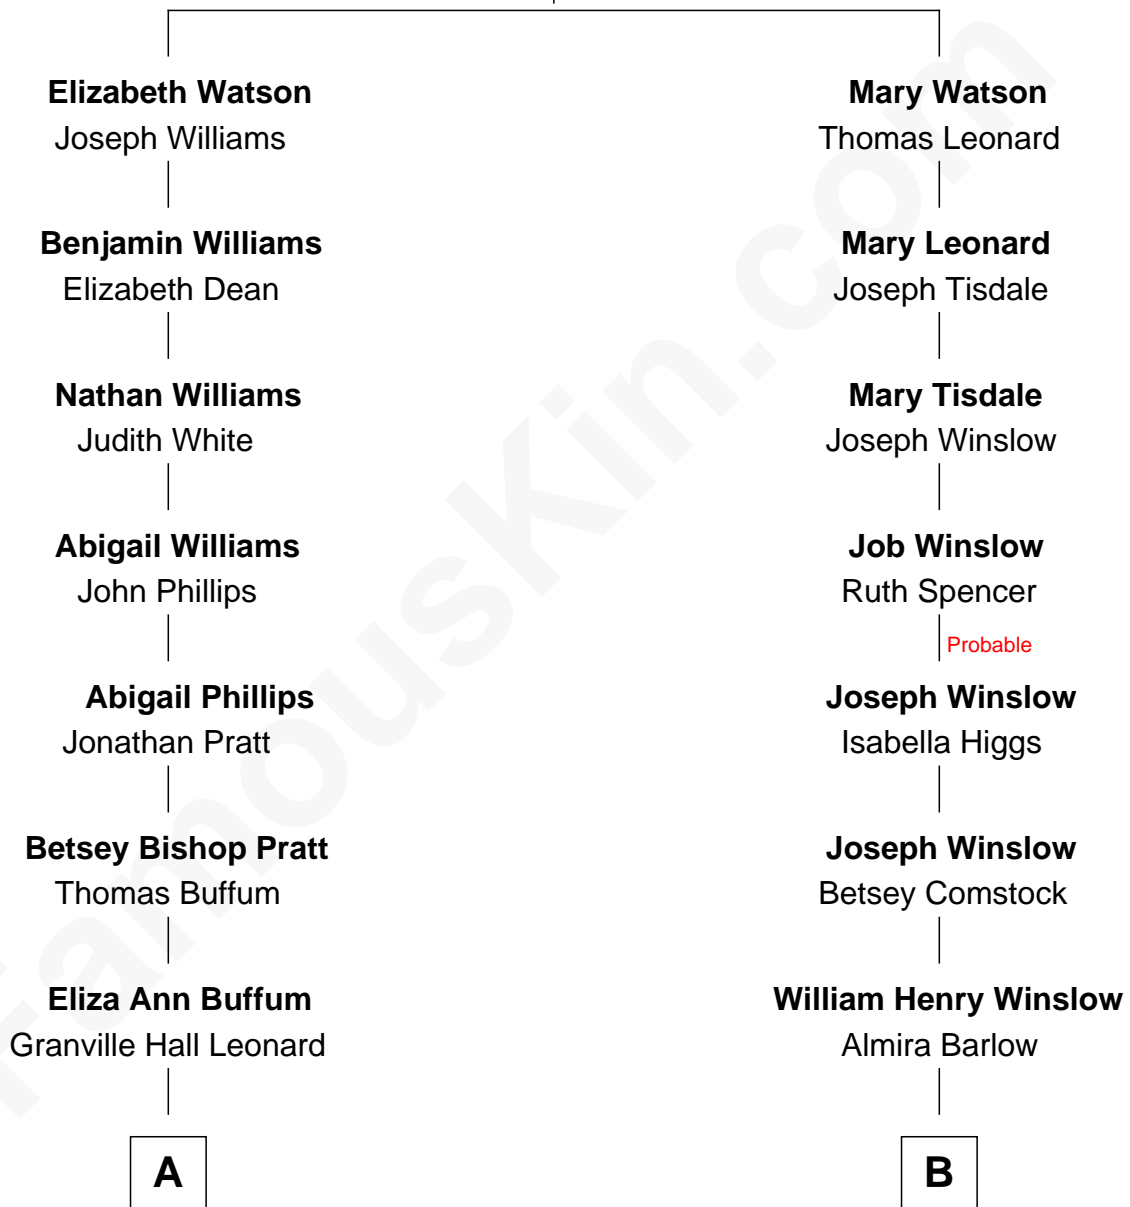 Elizabeth Watson
Joseph Williams
Mary Watson
Thomas Leonard
Benjamin Williams
Elizabeth Dean
Mary Leonard
Joseph Tisdale
Nathan Williams
Judith White
Mary Tisdale
Joseph Winslow
Abigail Williams
John Phillips
Job Winslow
Ruth Spencer
Probable
Abigail Phillips
Jonathan Pratt
Joseph Winslow
Isabella Higgs
Betsey Bishop Pratt
Thomas Buffum
Joseph Winslow
Betsey Comstock
Eliza Ann Buffum
Granville Hall Leonard
William Henry Winslow
Almira Barlow
A
B
FamousKin.com